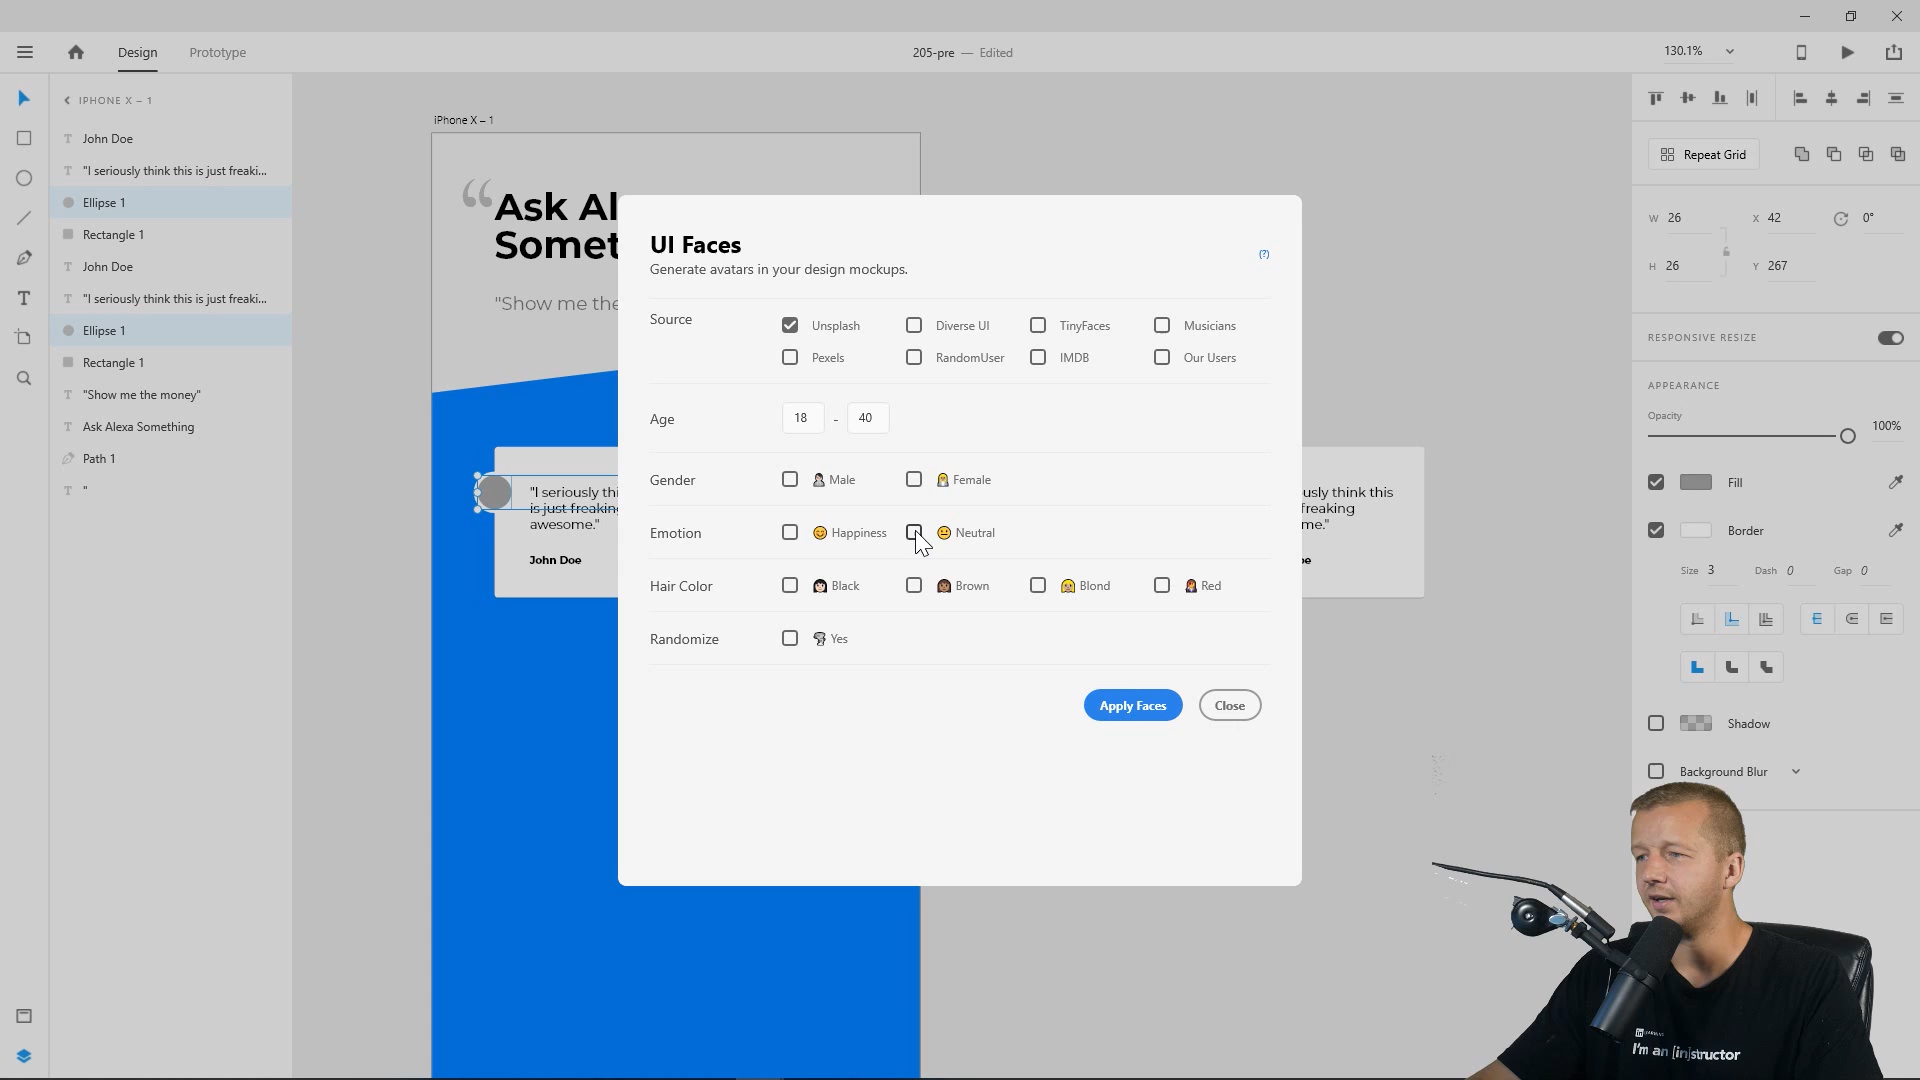 Design
Prototype
205-pre — Edited
130.1%
IPHONE X – 1
John Doe
"I seriously think this is just freaki...
Ellipse 1
Rectangle 1
John Doe
"I seriously think this is just freaki...
Ellipse 1
Rectangle 1
"Show me the money"
Ask Alexa Something
Path 1
"
iPhone X – 1
“
Ask Al
Somet
"Show me the
"I seriously thi
is just freaking
awesome."
John Doe
usly think this
freaking
me."
e
UI Faces
Generate avatars in your design mockups.
(?)
Source
Unsplash
Diverse UI
TinyFaces
Musicians
Pexels
RandomUser
IMDB
Our Users
Age
18 - 40
Gender
Male
Female
Emotion
Happiness
Neutral
Hair Color
Black
Brown
Blond
Red
Randomize
Yes
Apply Faces
Close
Repeat Grid
W 26
X 42
0°
H 26
Y 267
RESPONSIVE RESIZE
APPEARANCE
Opacity
100%
Fill
Border
Size 3
Dash 0
Gap 0
Shadow
Background Blur
I'm an [in]structor